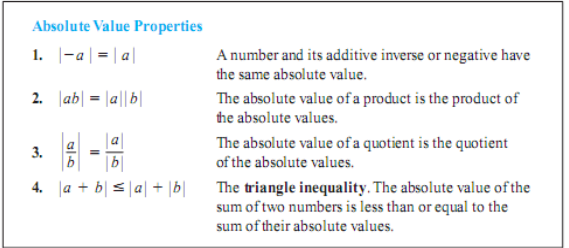 Absolute Value Properties
1. |−a| = |a| A number and its additive inverse or negative have
the same absolute value.
2. |ab| = |a||b| The absolute value of a product is the product of
the absolute values.
3. |a/b| = |a|/|b| The absolute value of a quotient is the quotient
of the absolute values.
4. |a + b| ≤ |a| + |b| The triangle inequality. The absolute value of the
sum of two numbers is less than or equal to the
sum of their absolute values.